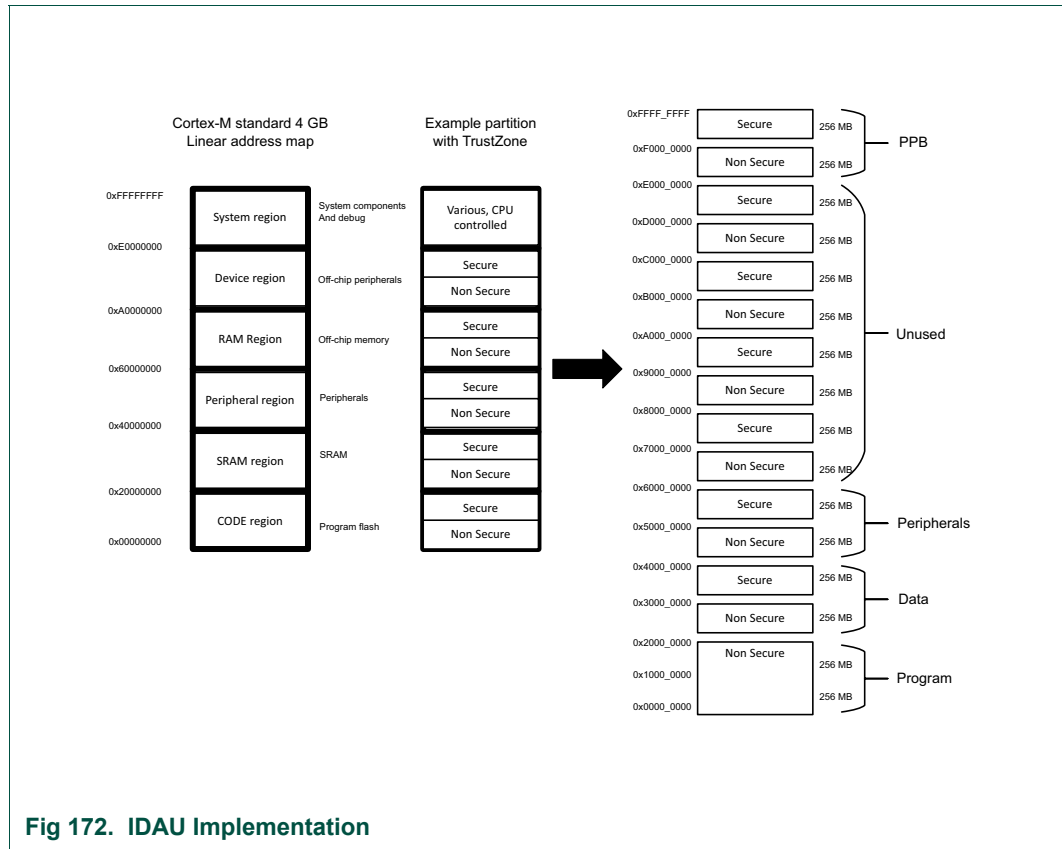 Cortex-M standard 4 GB
Linear address map
0xFFFFFFFF
System region
System components
And debug
0xE0000000
Device region
Off-chip peripherals
0xA0000000
RAM Region
Off-chip memory
0x60000000
Peripheral region
Peripherals
0x40000000
SRAM region
SRAM
0x20000000
CODE region
Program flash
0x00000000
Example partition
with TrustZone
Various, CPU
controlled
Secure
Non Secure
Secure
Non Secure
Secure
Non Secure
Secure
Non Secure
Secure
Non Secure
0xFFFF_FFFF
Secure
256 MB
0xF000_0000
Non Secure
256 MB
PPB
0xE000_0000
Secure
256 MB
0xD000_0000
Non Secure
256 MB
0xC000_0000
Secure
256 MB
0xB000_0000
Non Secure
256 MB
0xA000_0000
Secure
256 MB
0x9000_0000
Non Secure
256 MB
0x8000_0000
Secure
256 MB
0x7000_0000
Non Secure
256 MB
Unused
0x6000_0000
Secure
256 MB
0x5000_0000
Non Secure
256 MB
Peripherals
0x4000_0000
Secure
256 MB
0x3000_0000
Non Secure
256 MB
Data
0x2000_0000
Non Secure
256 MB
0x1000_0000
256 MB
0x0000_0000
Program
Fig 172. IDAU Implementation